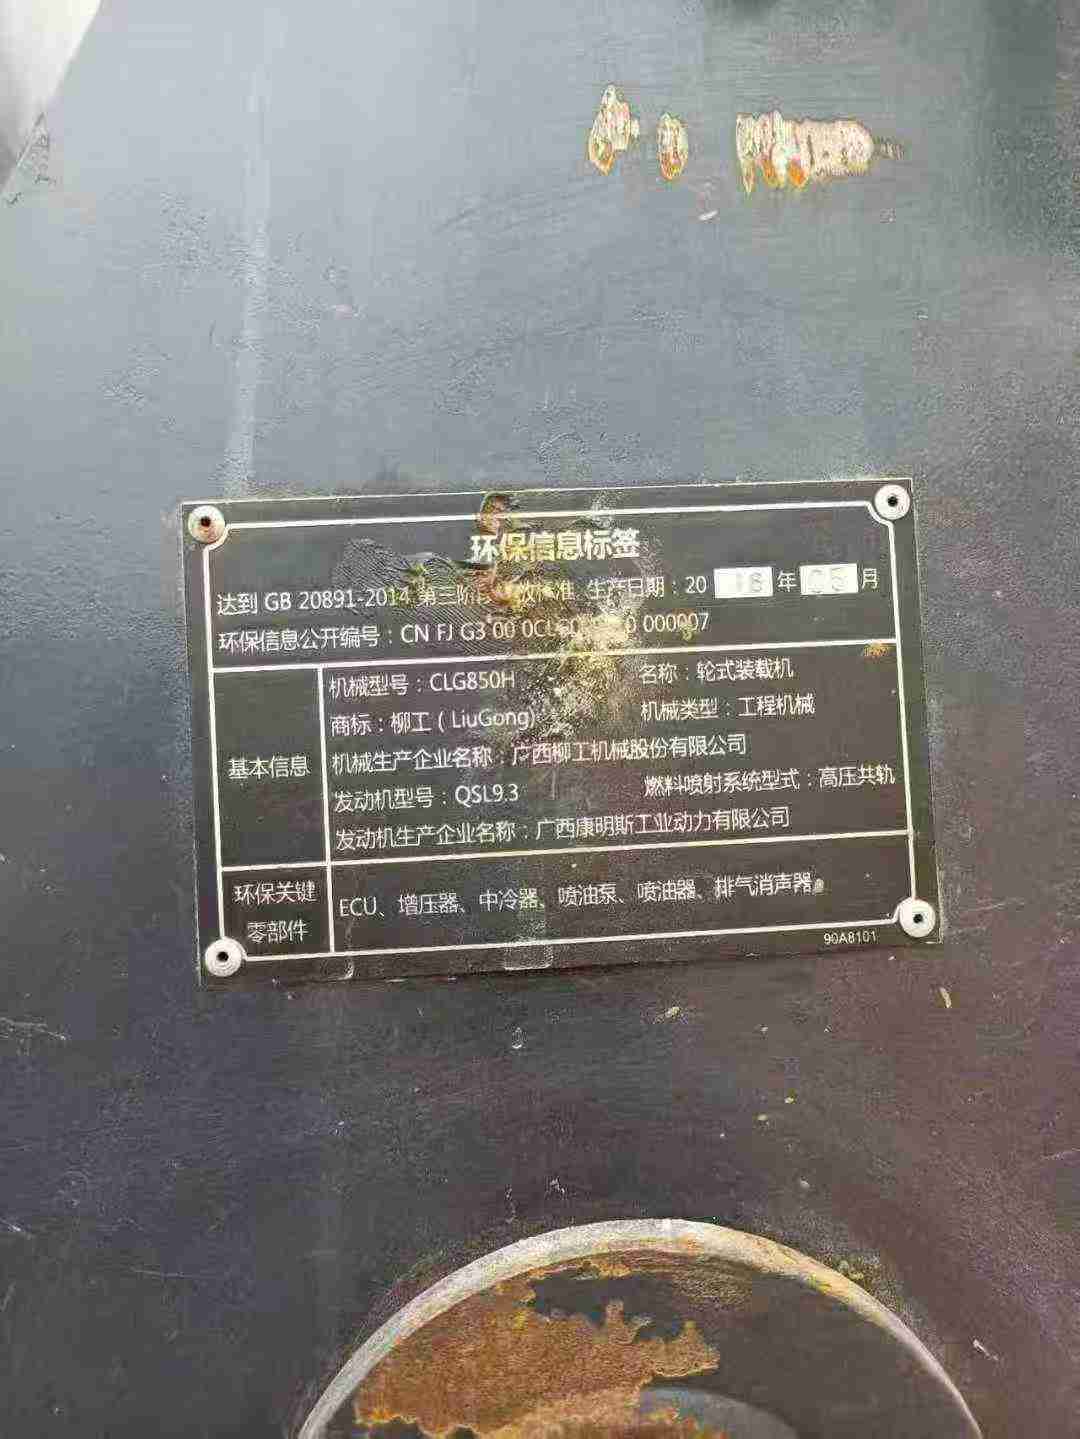 环保信息标签
达到 GB 20891-2014 第三阶段 生产日期：20 18 年 05 月
环保信息公开编号：CN FJ G3 00 000007
基本信息
机械型号：CLG850H 名称：轮式装载机
商标：柳工（LiuGong) 机械类型：工程机械
机械生产企业名称：广西柳工机械股份有限公司
发动机型号：QSL9.3 燃料喷射系统型式：高压共轨
发动机生产企业名称：广西康明斯工业动力有限公司
环保关键
零部件
ECU、增压器、中冷器、喷油泵、喷油器、排气消声器
90A8101